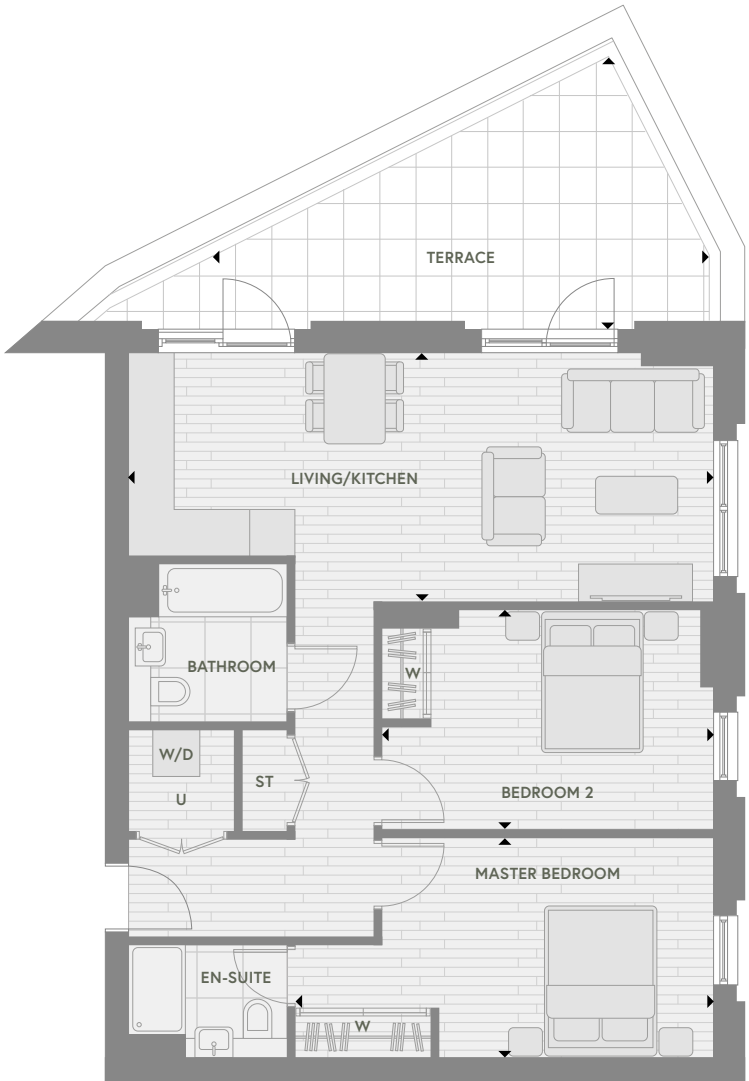 TERRACE
LIVING/KITCHEN
BATHROOM
W
W/D
U
ST
BEDROOM 2
MASTER BEDROOM
EN-SUITE
W